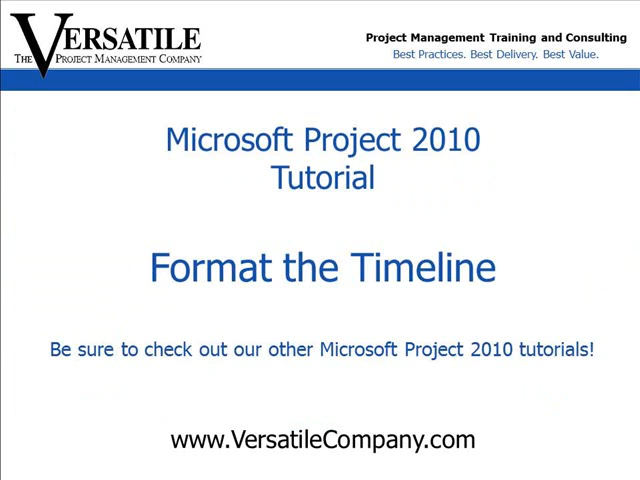 VERSATILE
THE PROJECT MANAGEMENT COMPANY
Project Management Training and Consulting
Best Practices. Best Delivery. Best Value.
Microsoft Project 2010
Tutorial
Format the Timeline
Be sure to check out our other Microsoft Project 2010 tutorials!
www.VersatileCompany.com